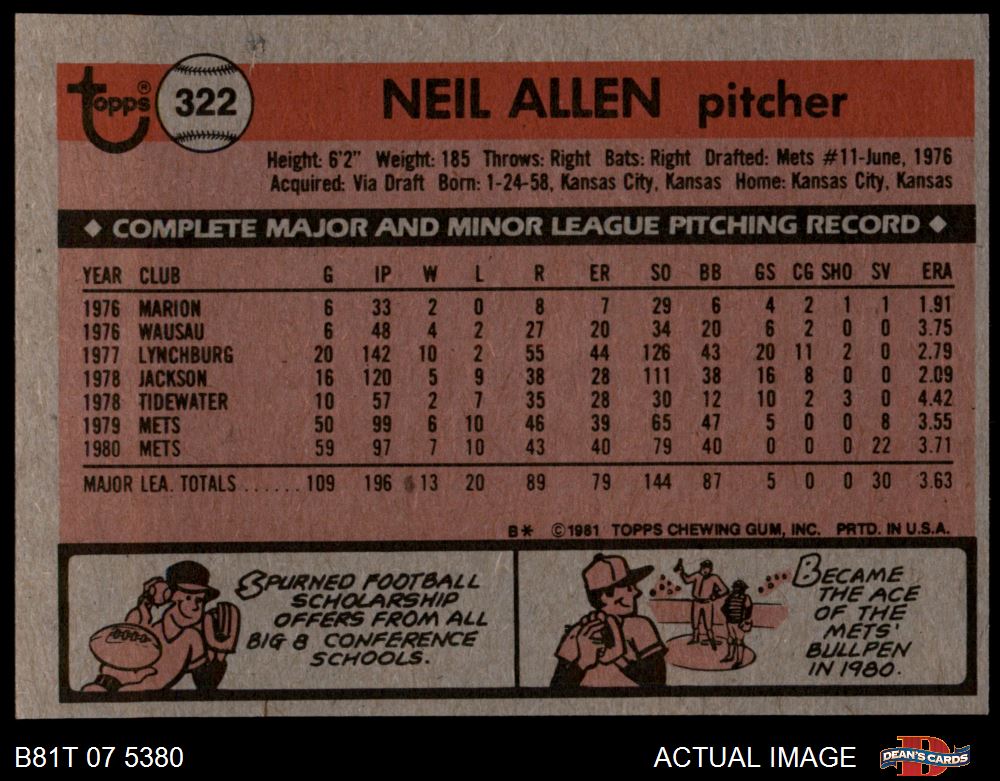 Topps® 322 NEIL ALLEN pitcher
Height: 6'2" Weight: 185 Throws: Right Bats: Right Drafted: Mets #11-June, 1976
Acquired: Via Draft Born: 1-24-58, Kansas City, Kansas Home: Kansas City, Kansas
◆ COMPLETE MAJOR AND MINOR LEAGUE PITCHING RECORD ◆
YEAR CLUB G IP W L R ER SO BB GS CG SHO SV ERA
1976 MARION 6 33 2 0 8 7 29 6 4 2 1 1 1.91
1976 WAUSAU 6 48 4 2 27 20 34 20 6 2 0 0 3.75
1977 LYNCHBURG 20 142 10 2 55 44 126 43 20 11 2 0 2.79
1978 JACKSON 16 120 5 9 38 28 111 38 16 8 0 0 2.09
1978 TIDEWATER 10 57 2 7 35 28 30 12 10 2 3 0 4.42
1979 METS 50 99 6 10 46 39 65 47 5 0 0 8 3.55
1980 METS 59 97 7 10 43 40 79 40 0 0 0 22 3.71
MAJOR LEA. TOTALS ...... 109 196 13 20 89 79 144 87 5 0 0 30 3.63
B* ©1981 TOPPS CHEWING GUM, INC. PRTD. IN U.S.A.
SPURNED FOOTBALL
SCHOLARSHIP
OFFERS FROM ALL
BIG 8 CONFERENCE
SCHOOLS.
BECAME
THE ACE
OF THE
METS'
BULLPEN
IN 1980.
B81T 07 5380 ACTUAL IMAGE DEAN'S CARDS